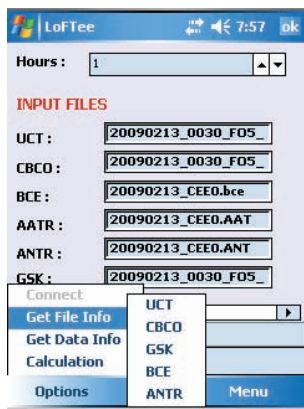 LoFTee 7:57 ok
Hours : 1
INPUT FILES
UCT : 20090213_0030_FO5_
CBCO : 20090213_0030_FO5_
BCE : 20090213_CEE0.bce
AATR : 20090213_CEE0.AAT
ANTR : 20090213_CEE0.ANT
GSK : 20090213_0030_FO5_
Connect
Get File Info
Get Data Info
Calculation
UCT
CBCO
GSK
BCE
ANTR
Options Menu